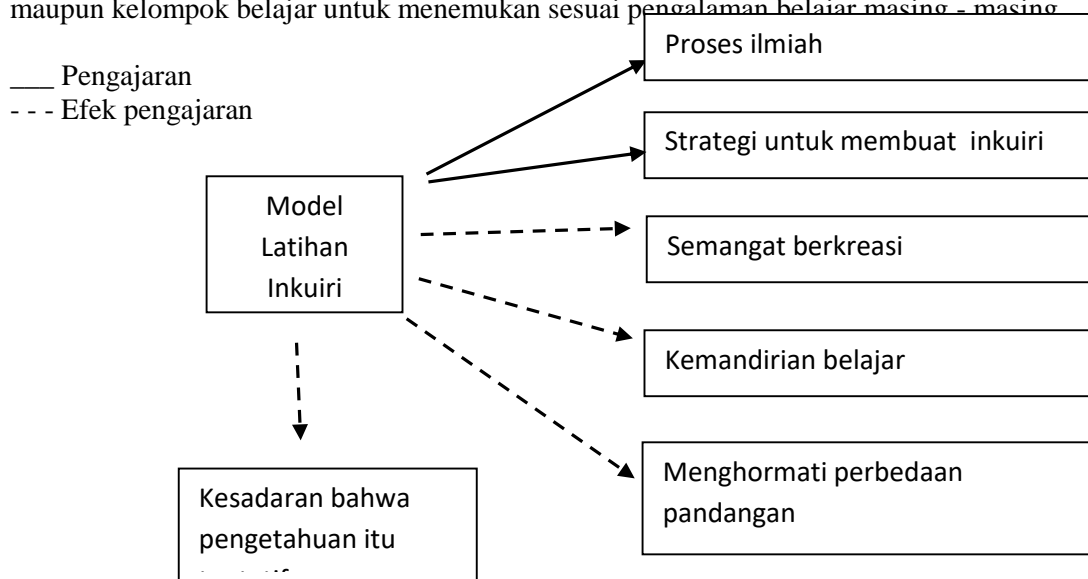 maupun kelompok belajar untuk menemukan sesuai pengalaman belajar masing - masing
Proses ilmiah
___ Pengajaran
- - - Efek pengajaran
Strategi untuk membuat inkuiri
Model
Latihan
Inkuiri
Semangat berkreasi
Kemandirian belajar
Menghormati perbedaan
pandangan
Kesadaran bahwa
pengetahuan itu